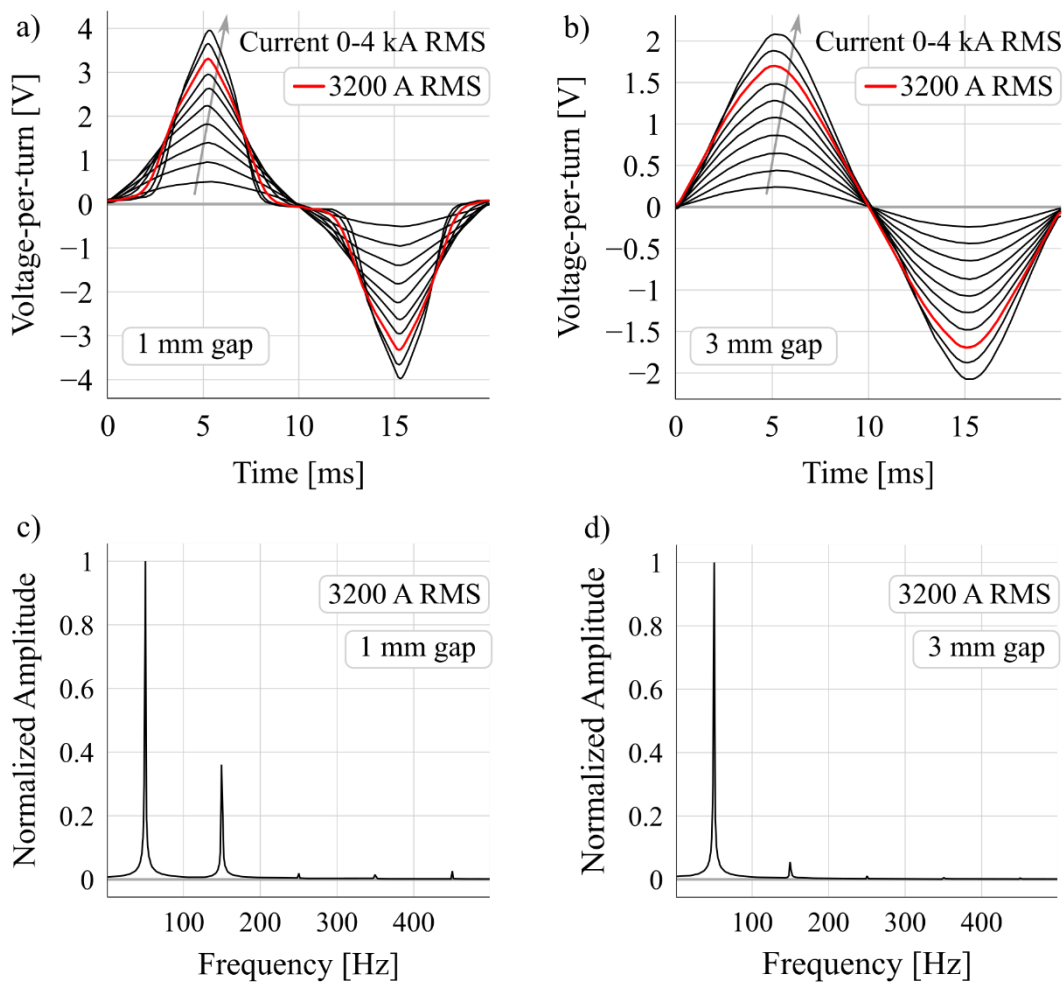 a)
Current 0-4 kA RMS
3200 A RMS
1 mm gap
Voltage-per-turn [V]
4
3
2
1
0
−1
−2
−3
−4
0
5
10
15
Time [ms]
b)
Current 0-4 kA RMS
3200 A RMS
3 mm gap
Voltage-per-turn [V]
2
1.5
1
0.5
0
−0.5
−1
−1.5
−2
0
5
10
15
Time [ms]
c)
3200 A RMS
1 mm gap
Normalized Amplitude
1
0.8
0.6
0.4
0.2
0
100
200
300
400
Frequency [Hz]
d)
3200 A RMS
3 mm gap
Normalized Amplitude
1
0.8
0.6
0.4
0.2
0
100
200
300
400
Frequency [Hz]